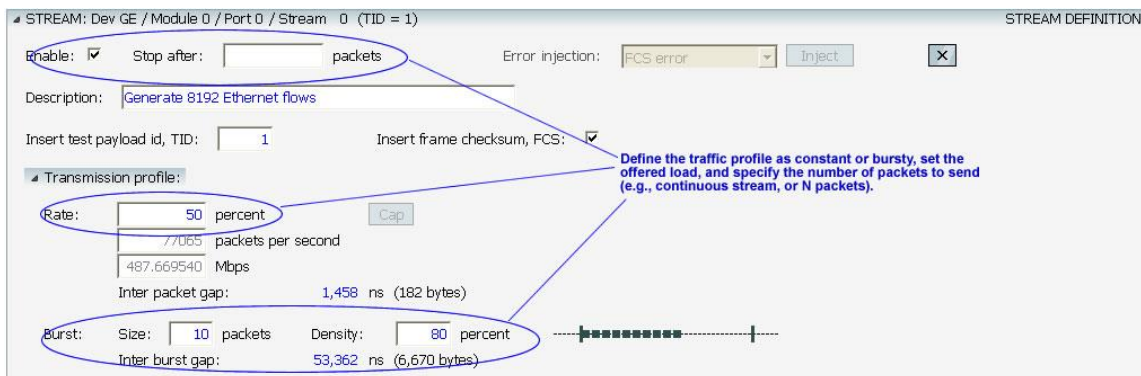 STREAM: Dev GE / Module 0 / Port 0 / Stream 0 (TID = 1) STREAM DEFINITION
Enable: Stop after: packets Error injection: FCS error Inject X
Description: Generate 8192 Ethernet flows
Insert test payload id, TID: 1 Insert frame checksum, FCS:
Define the traffic profile as constant or bursty, set the
offered load, and specify the number of packets to send
(e.g., continuous stream, or N packets).
Transmission profile:
Rate: 50 percent Cap
77065 packets per second
487.669540 Mbps
Inter packet gap: 1,458 ns (182 bytes)
Burst: Size: 10 packets Density: 80 percent
Inter burst gap: 53,362 ns (6,670 bytes)